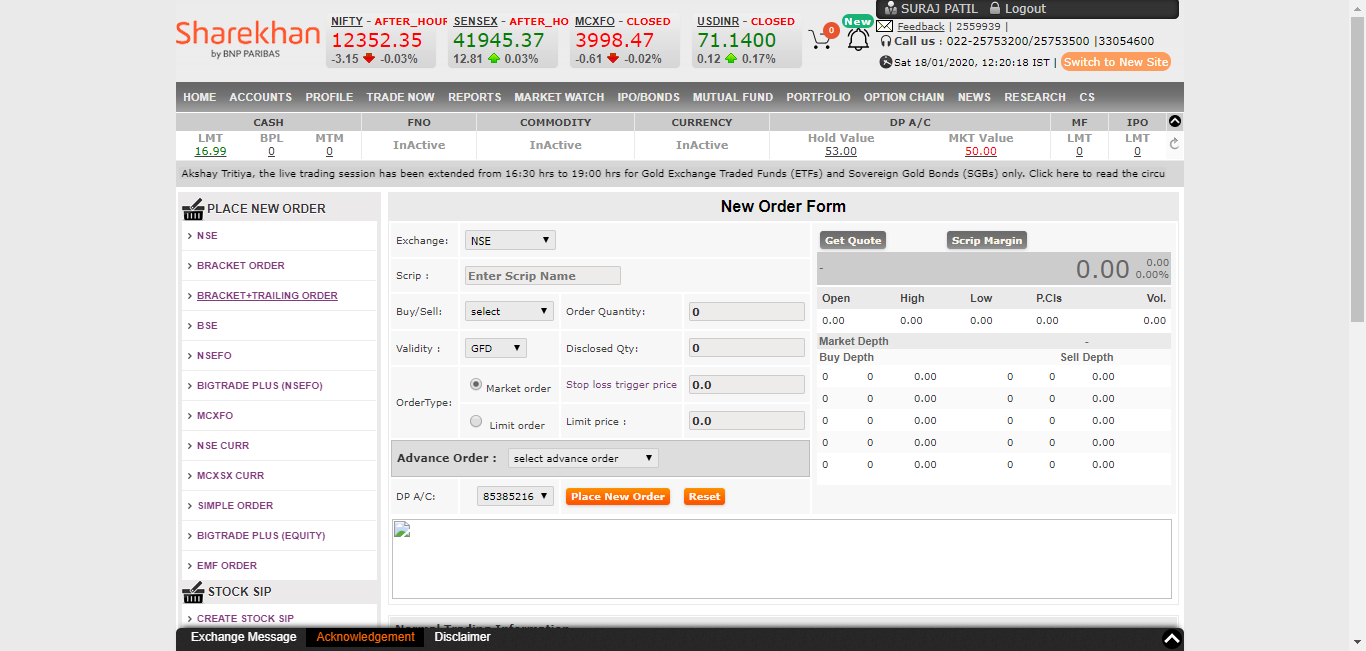 SURAJ PATIL Logout
Sharekhan
by BNP PARIBAS
NIFTY - AFTER_HOUR
12352.35
-3.15 -0.03%
SENSEX - AFTER_HO
41945.37
12.81 0.03%
MCXFO - CLOSED
3998.47
-0.61 -0.02%
USDINR - CLOSED
71.1400
0.12 0.17%
0
New
Feedback | 2559939 |
Call us : 022-25753200/25753500 |33054600
Sat 18/01/2020, 12:20:18 IST | Switch to New Site
HOME ACCOUNTS PROFILE TRADE NOW REPORTS MARKET WATCH IPO/BONDS MUTUAL FUND PORTFOLIO OPTION CHAIN NEWS RESEARCH CS
CASH FNO COMMODITY CURRENCY DP A/C MF IPO
LMT BPL MTM InActive InActive InActive Hold Value MKT Value LMT LMT
16.99 0 0 53.00 50.00 0 0
Akshay Tritiya, the live trading session has been extended from 16:30 hrs to 19:00 hrs for Gold Exchange Traded Funds (ETFs) and Sovereign Gold Bonds (SGBs) only. Click here to read the circu
PLACE NEW ORDER
NSE
BRACKET ORDER
BRACKET+TRAILING ORDER
BSE
NSEFO
BIGTRADE PLUS (NSEFO)
MCXFO
NSE CURR
MCXSX CURR
SIMPLE ORDER
BIGTRADE PLUS (EQUITY)
EMF ORDER
STOCK SIP
CREATE STOCK SIP
New Order Form
Exchange: NSE
Scrip : Enter Scrip Name
Buy/Sell: select Order Quantity: 0
Validity : GFD Disclosed Qty: 0
OrderType:
Market order Stop loss trigger price 0.0
Limit order Limit price : 0.0
Advance Order : select advance order
DP A/C: 85385216 Place New Order Reset
Get Quote Scrip Margin
- 0.00 0.00
0.00%
Open High Low P.Cls Vol.
0.00 0.00 0.00 0.00 0.00
Market Depth -
Buy Depth Sell Depth
0 0 0.00 0 0 0.00
0 0 0.00 0 0 0.00
0 0 0.00 0 0 0.00
0 0 0.00 0 0 0.00
0 0 0.00 0 0 0.00
Normal Trading Information
Exchange Message Acknowledgement Disclaimer